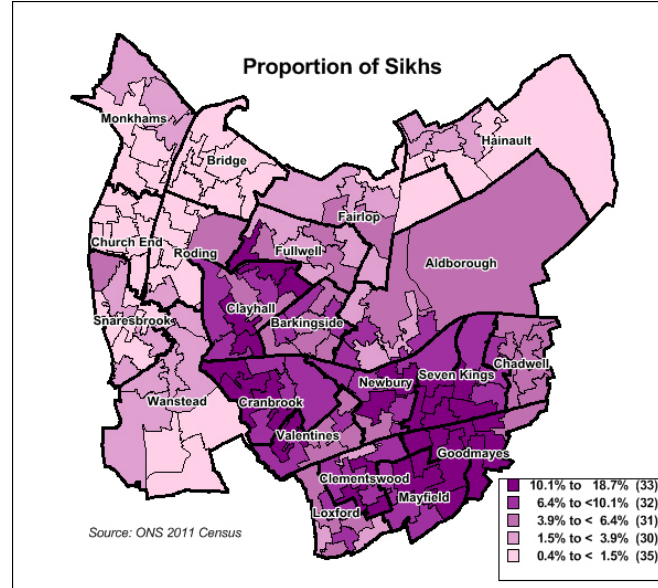 Proportion of Sikhs
Monkhams
Hainault
Bridge
Fairlop
Church End
Roding
Fullwell
Aldborough
Clayhall
Snaresbrook
Barkingside
Chadwell
Newbury
Seven Kings
Wanstead
Cranbrook
Valentines
Goodmayes
Clementswood
Mayfield
Loxford
10.1% to 18.7% (33)
6.4% to <10.1% (32)
3.9% to < 6.4% (31)
1.5% to < 3.9% (30)
0.4% to < 1.5% (35)
Source: ONS 2011 Census